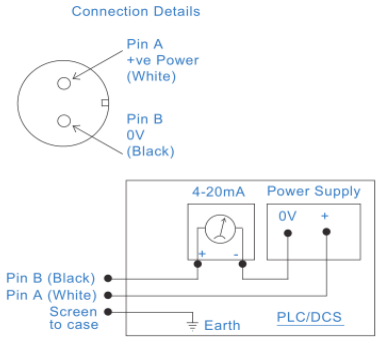 Connection Details
Pin A
+ve Power
(White)
Pin B
0V
(Black)
4-20mA
Power Supply
0V +
+ -
Pin B (Black)
Pin A (White)
Screen
to case
Earth
PLC/DCS